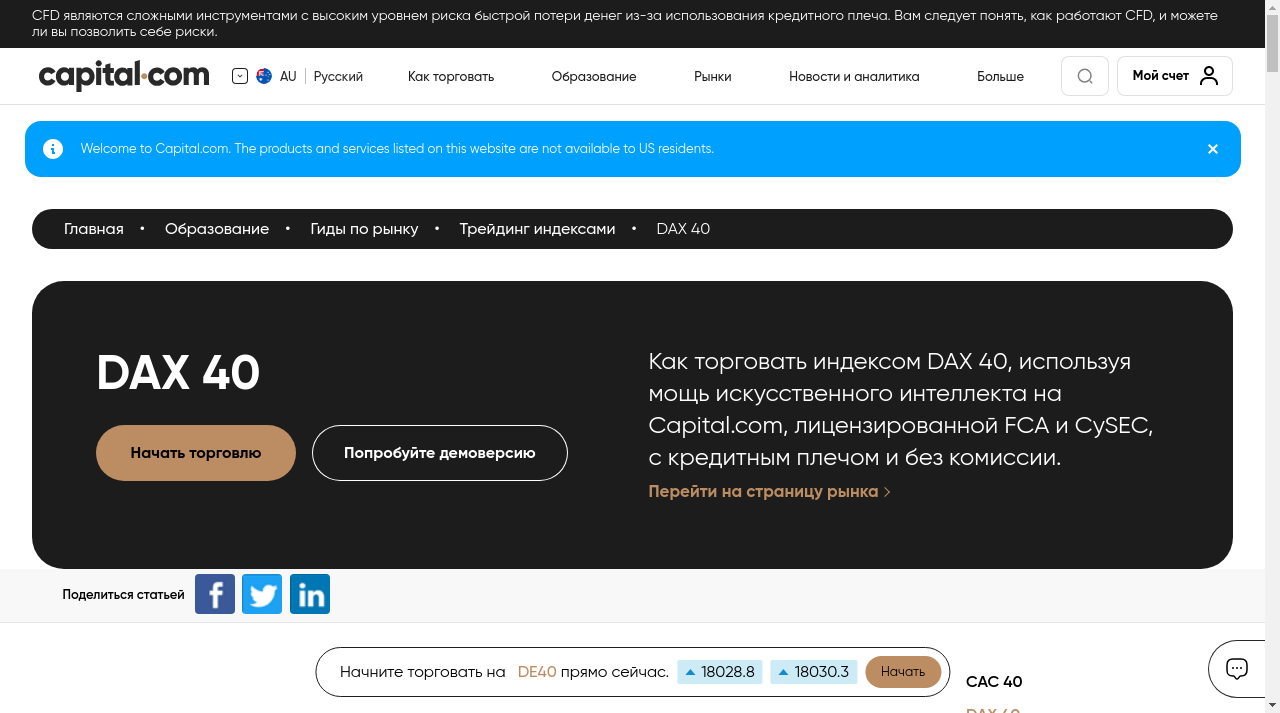 CFD являются сложными инструментами с высоким уровнем риска быстрой потери денег из-за использования кредитного плеча. Вам следует понять, как работают CFD, и можете
ли вы позволить себе риски.
capital.com
AU Русский Как торговать Образование Рынки Новости и аналитика Больше Мой счет
Welcome to Capital.com. The products and services listed on this website are not available to US residents.
Главная • Образование • Гиды по рынку • Трейдинг индексами • DAX 40
DAX 40
Начать торговлю Попробуйте демоверсию
Как торговать индексом DAX 40, используя
мощь искусственного интеллекта на
Capital.com, лицензированной FCA и CySEC,
с кредитным плечом и без комиссии.
Перейти на страницу рынка
Поделиться статьей
Начните торговать на DE40 прямо сейчас. 18028.8 18030.3 Начать
CAC 40
DAX 40